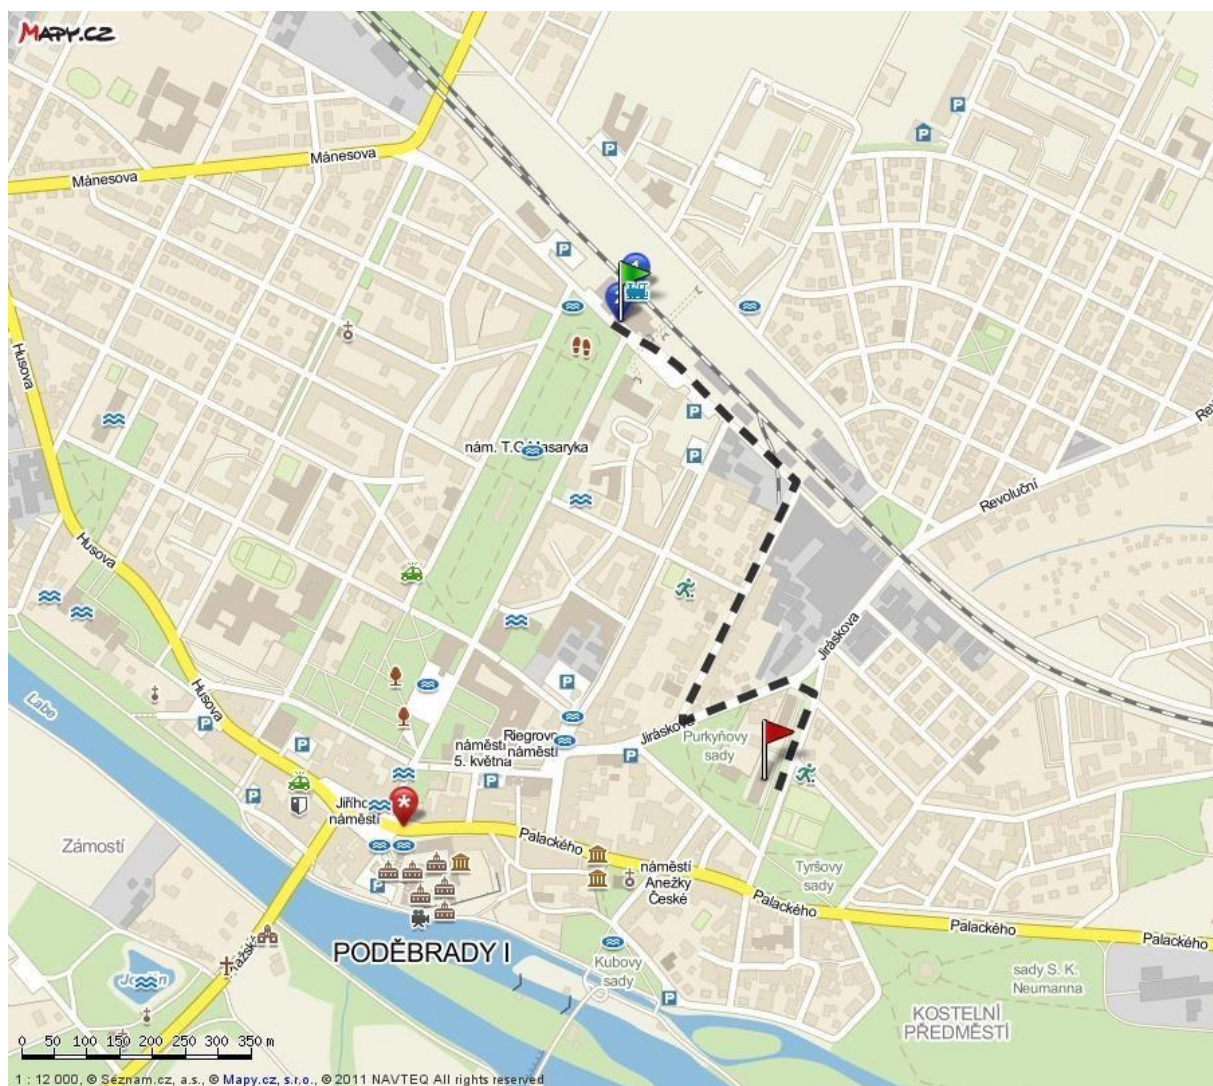 MAPY.CZ
P
P
Mánesova
P
Mánesova
P
Husova
P
nám. T.G.Masaryka
P
Revoluční
Husova
Jiráskova
Labe
Husova
P
P
P
Riegrovo
náměstí
Jiráskova
Purkyňovy
sady
náměstí
5. května
P
P
P
Jiřího
náměstí
*
Palackého
Zámostí
náměstí
Anežky
České
Tyršovy
sady
P
Palackého
Palackého
Palackého
PODĚBRADY I
Kubovy
sady
sady S. K.
Neumanna
P
KOSTELNÍ
PŘEDMĚSTÍ
0 50 100 150 200 250 300 350 m
1 : 12 000, © Seznam.cz, a.s., © Mapy.cz, s.r.o., © 2011 NAVTEQ All rights reserved